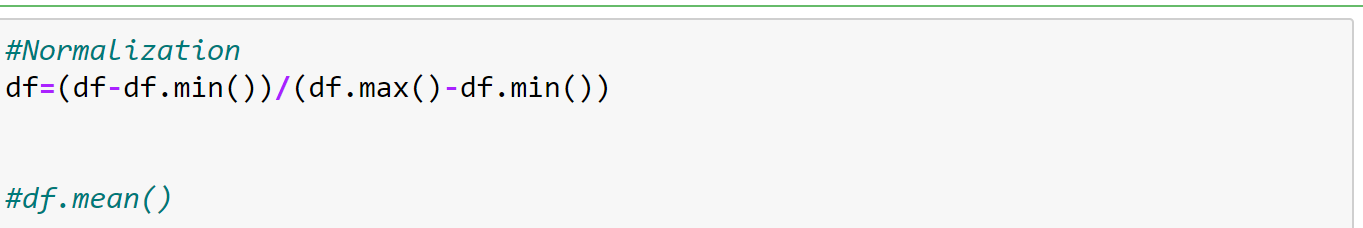 #Normalization
df=(df-df.min())/(df.max()-df.min())
#df.mean()